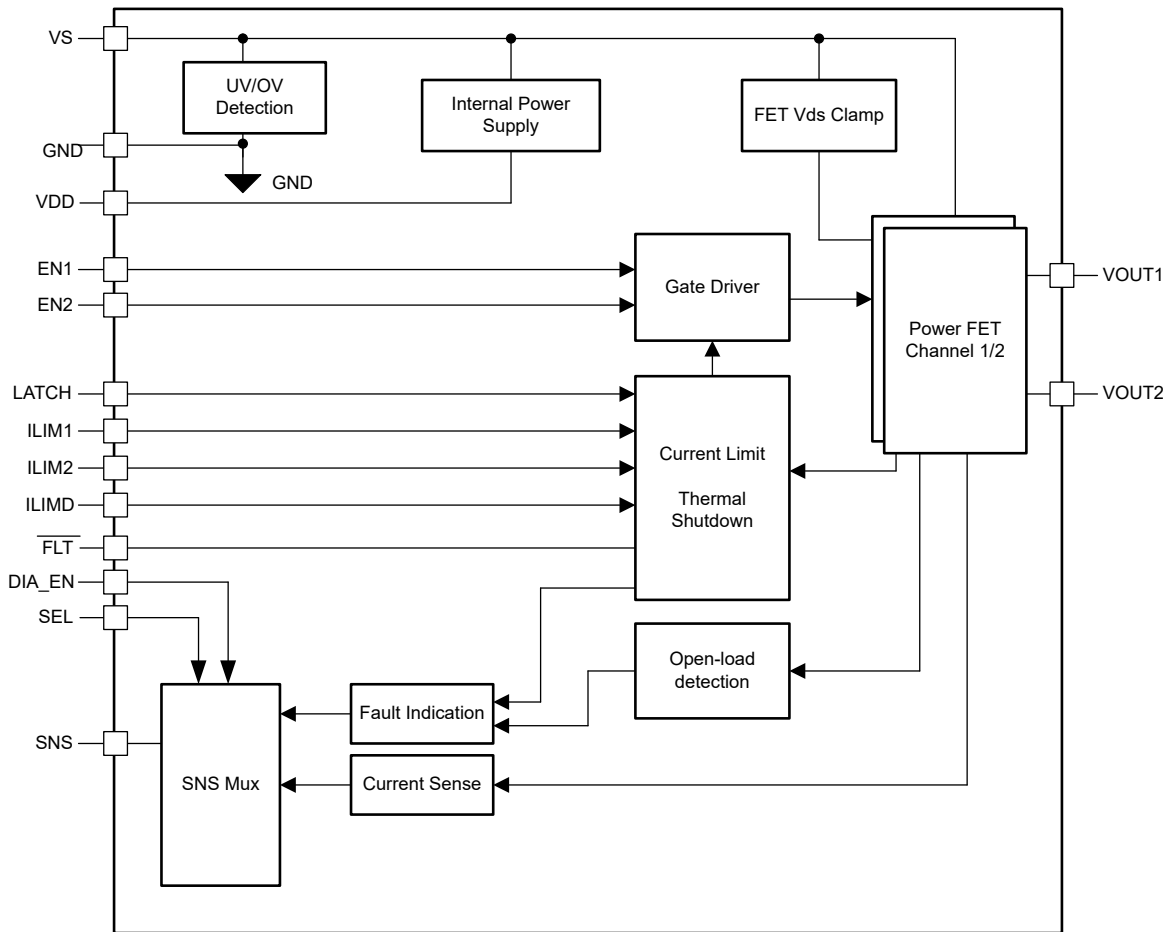 VS
UV/OV
Detection
Internal Power
Supply
FET Vds Clamp
GND
GND
VDD
EN1
EN2
Gate Driver
Power FET
Channel 1/2
VOUT1
VOUT2
LATCH
ILIM1
ILIM2
ILIMD
FLT
Current Limit
Thermal
Shutdown
DIA_EN
SEL
Open-load
detection
Fault Indication
SNS
SNS Mux
Current Sense